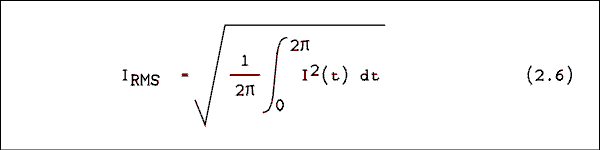 I_RMS = √( 1/2π ∫₀^2π I²(t) dt ) (2.6)